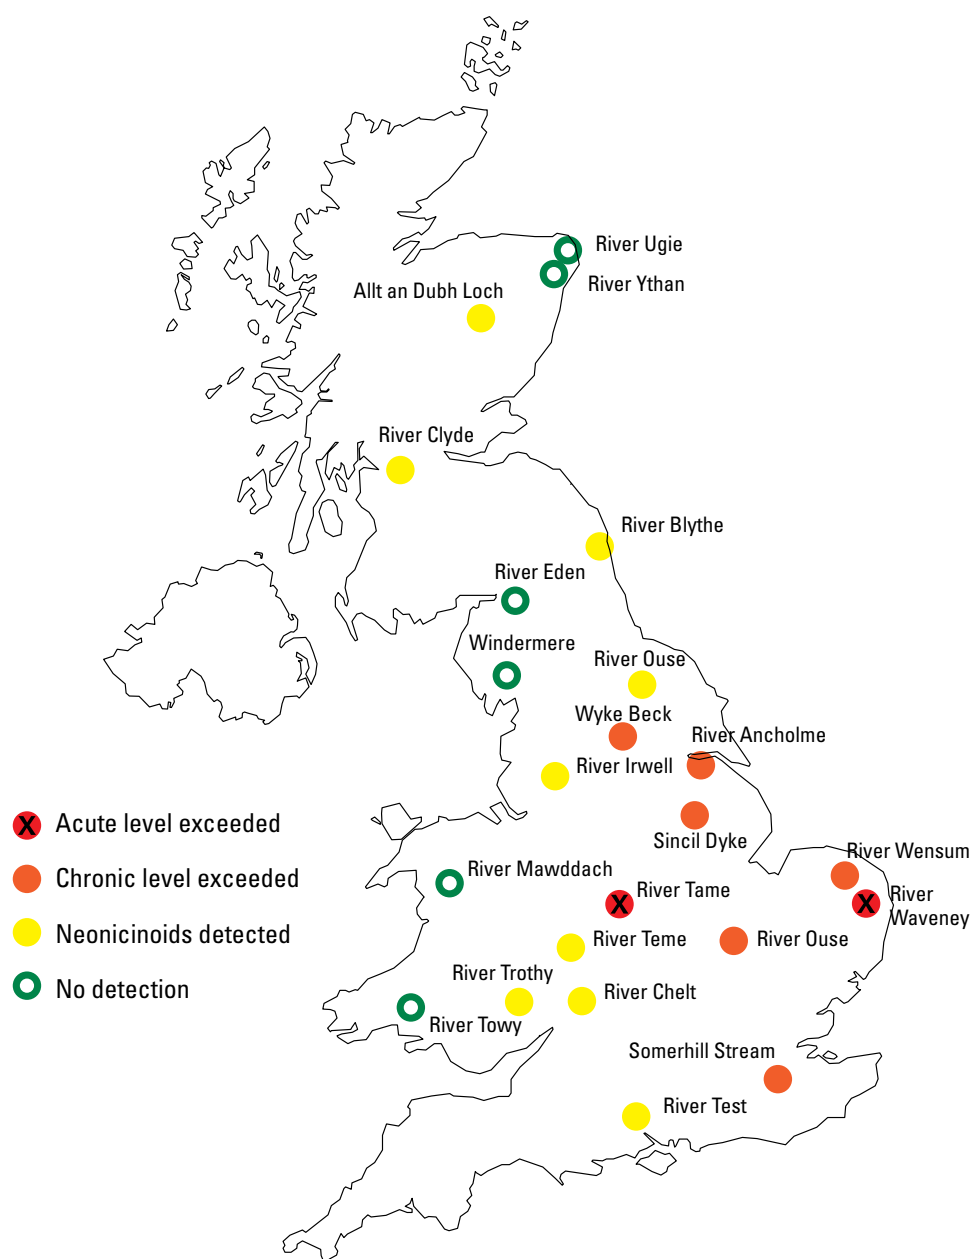 River Ugie
River Ythan
Allt an Dubh Loch
River Clyde
River Blythe
River Eden
Windermere
River Ouse
Wyke Beck
River Ancholme
River Irwell
Sincil Dyke
River Wensum
River Mawddach
X River Tame
X River
Waveney
River Teme
River Ouse
River Trothy
River Chelt
River Towy
Somerhill Stream
River Test
X Acute level exceeded
Chronic level exceeded
Neonicinoids detected
No detection